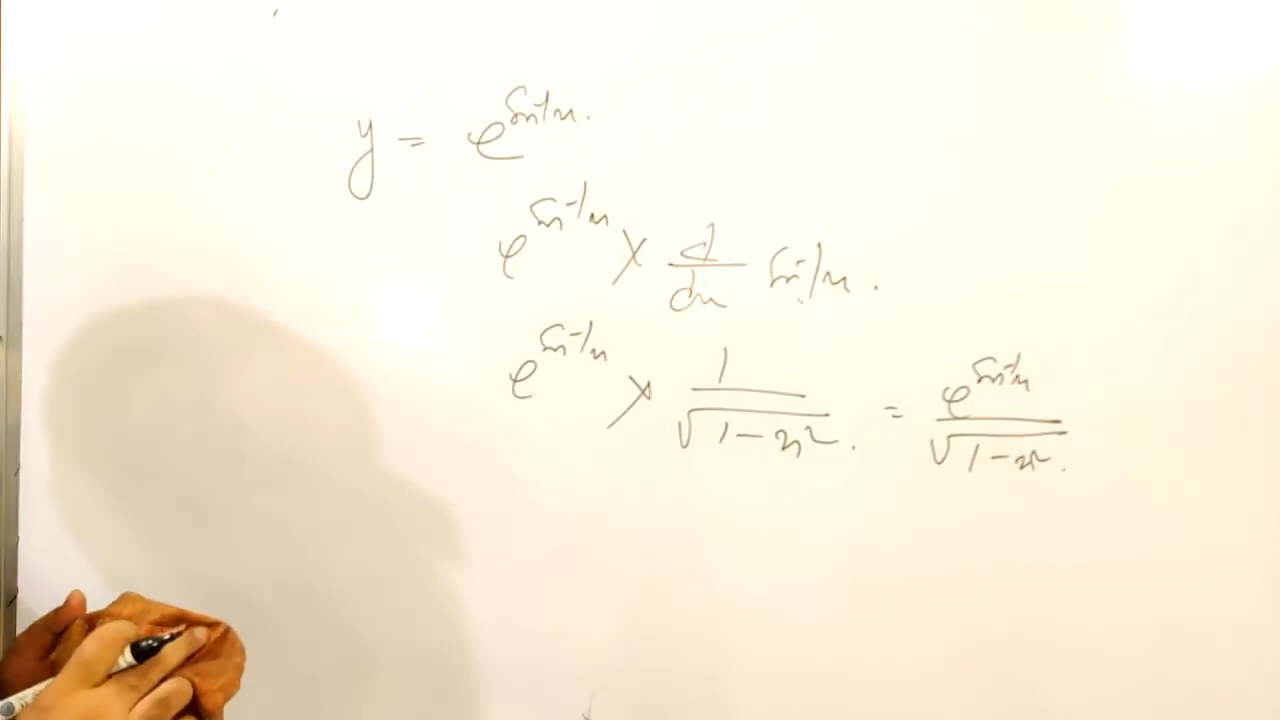 y = e^{sin⁻¹x}.
e^{sin⁻¹x} × d/dx sin⁻¹x.
e^{sin⁻¹x} × 1/√(1-x²). = e^{sin⁻¹x}/√(1-x²).